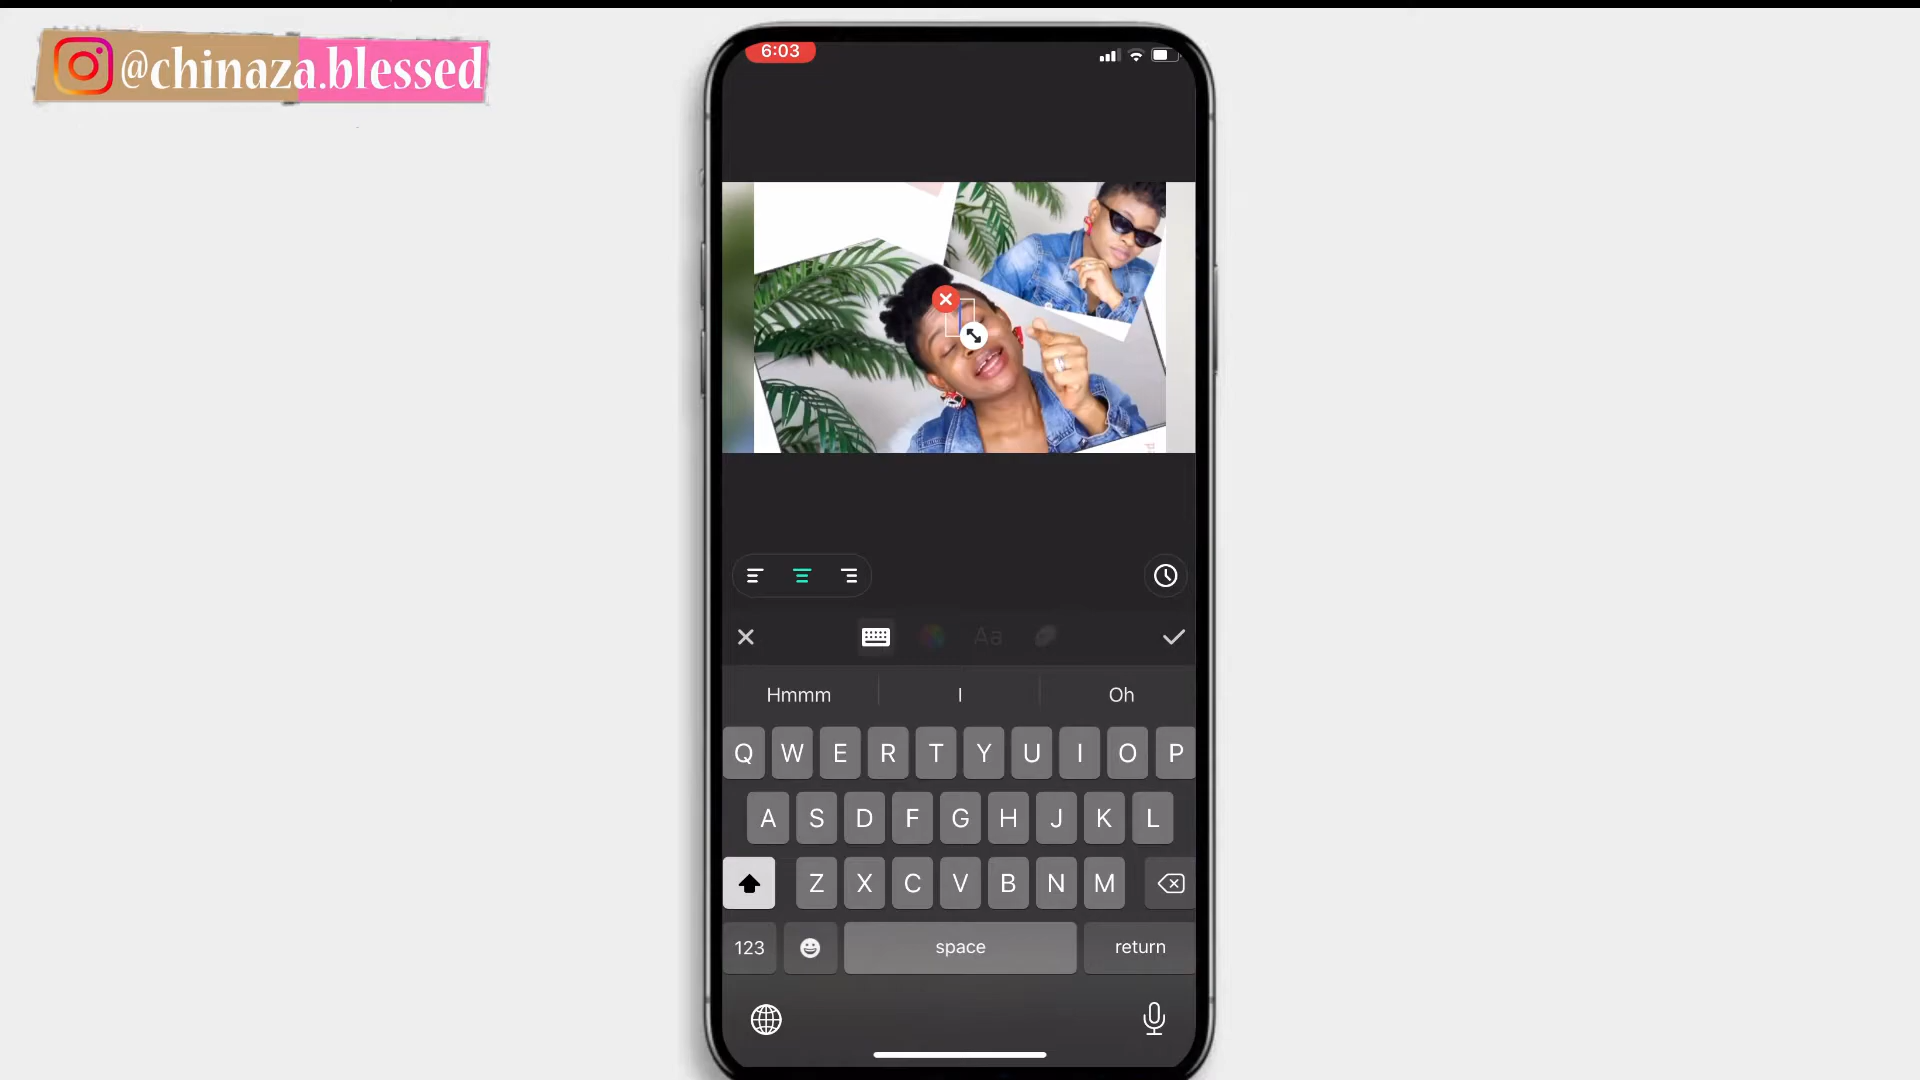 @chinaza.blessed
6:03
Aa
Hmmm I Oh
Q W E R T Y U I O P
A S D F G H J K L
Z X C V B N M
123 space return